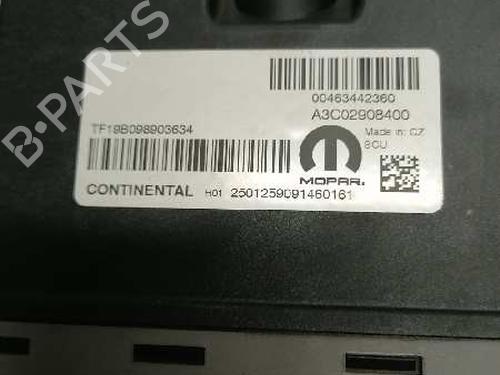 00463442360
A3C02908400
TF19B098903634
Made in: CZ
BCU
MOPAR.
CONTINENTAL H01 2501259091460161
B-PARTS